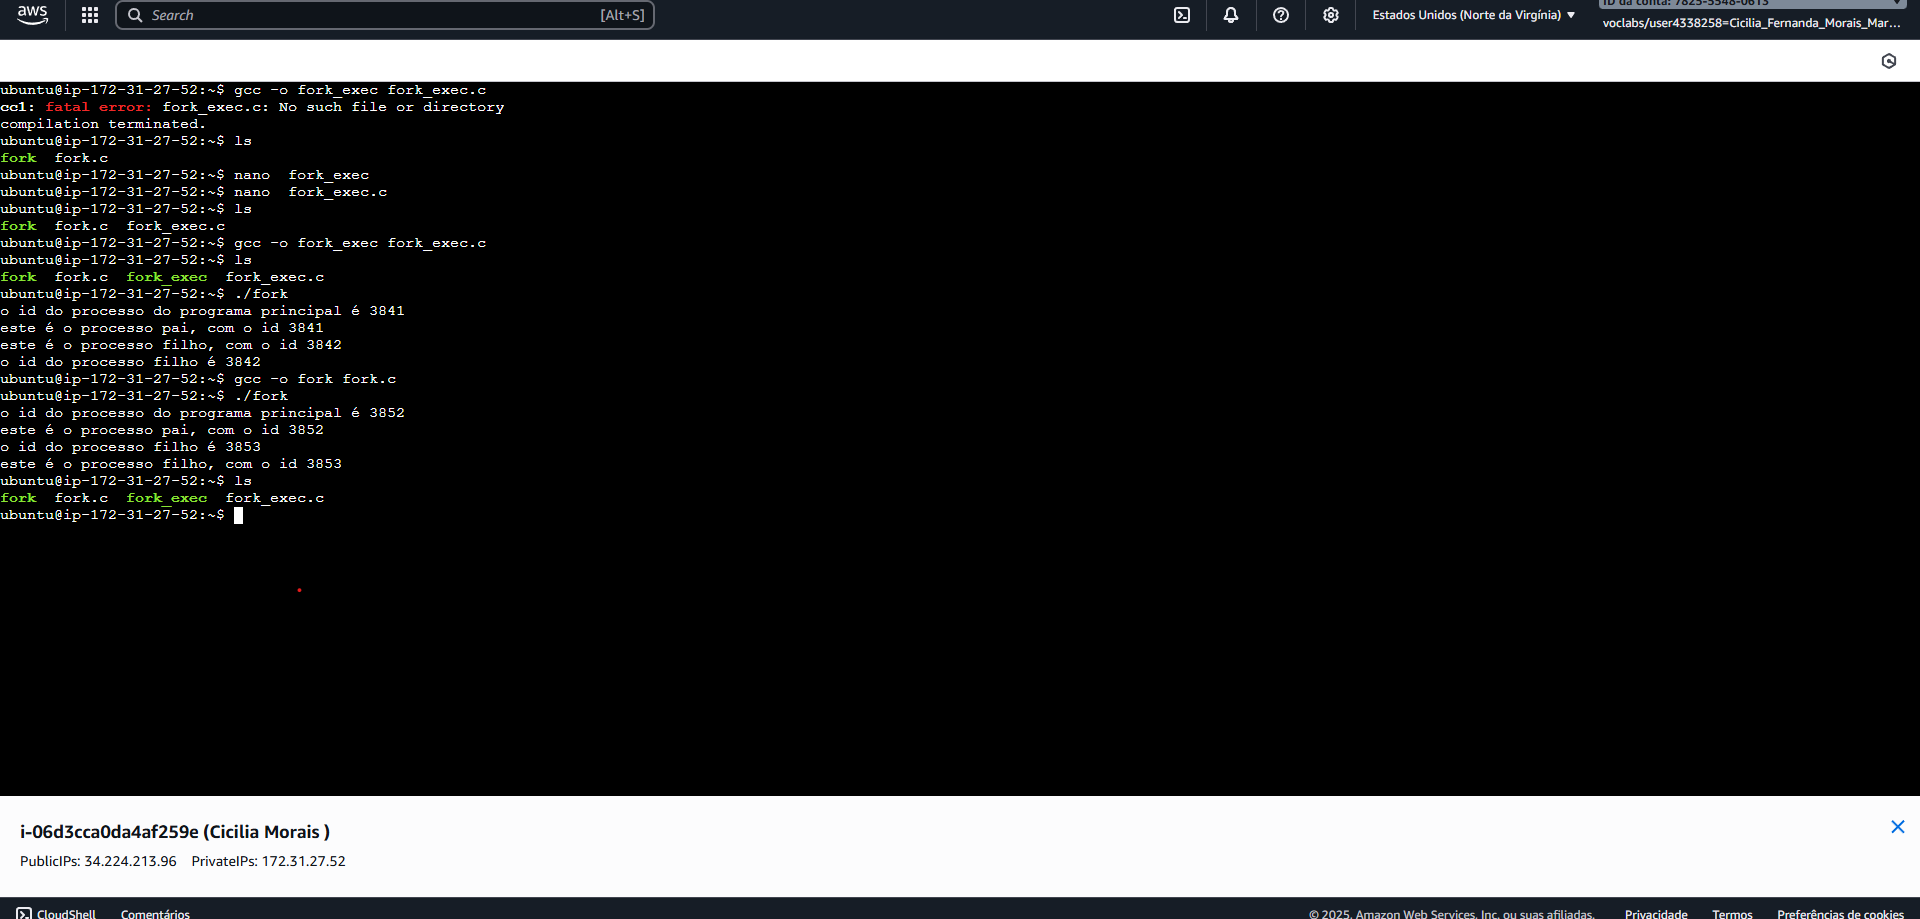 aws
Search [Alt+S]
Estados Unidos (Norte da Virgínia)
ID da conta: 7825-5548-0613
voclabs/user4338258=Cicilia_Fernanda_Morais_Mar...
ubuntu@ip-172-31-27-52:~$ gcc -o fork_exec fork_exec.c
cc1: fatal error: fork_exec.c: No such file or directory
compilation terminated.
ubuntu@ip-172-31-27-52:~$ ls
fork  fork.c
ubuntu@ip-172-31-27-52:~$ nano  fork_exec
ubuntu@ip-172-31-27-52:~$ nano  fork_exec.c
ubuntu@ip-172-31-27-52:~$ ls
fork  fork.c  fork_exec.c
ubuntu@ip-172-31-27-52:~$ gcc -o fork_exec fork_exec.c
ubuntu@ip-172-31-27-52:~$ ls
fork  fork.c  fork_exec  fork_exec.c
ubuntu@ip-172-31-27-52:~$ ./fork
o id do processo do programa principal é 3841
este é o processo pai, com o id 3841
este é o processo filho, com o id 3842
o id do processo filho é 3842
ubuntu@ip-172-31-27-52:~$ gcc -o fork fork.c
ubuntu@ip-172-31-27-52:~$ ./fork
o id do processo do programa principal é 3852
este é o processo pai, com o id 3852
o id do processo filho é 3853
este é o processo filho, com o id 3853
ubuntu@ip-172-31-27-52:~$ ls
fork  fork.c  fork_exec  fork_exec.c
ubuntu@ip-172-31-27-52:~$
i-06d3cca0da4af259e (Cicilia Morais )
PublicIPs: 34.224.213.96 PrivateIPs: 172.31.27.52
CloudShell Comentários © 2025, Amazon Web Services, Inc. ou suas afiliadas. Privacidade Termos Preferências de cookies